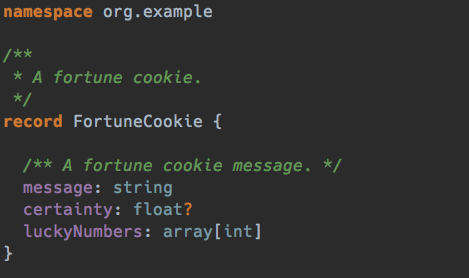 namespace org.example
/**
 * A fortune cookie.
 */
record FortuneCookie {
  /** A fortune cookie message. */
  message: string
  certainty: float?
  luckyNumbers: array[int]
}